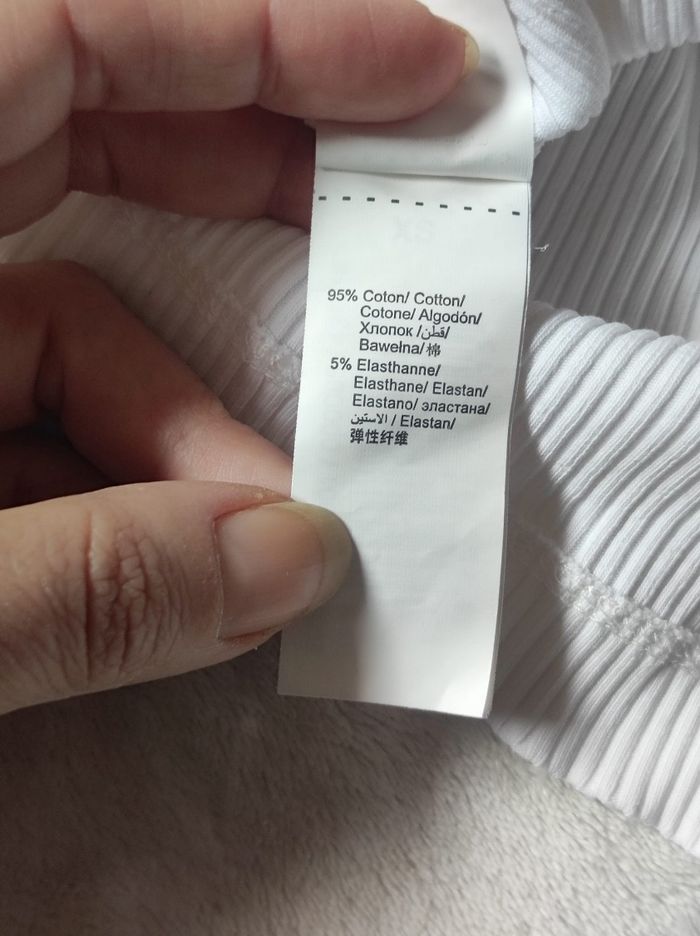 95% Coton/ Cotton/
Cotone/ Algodón/
Хлопок /قطن/
Bawełna/棉
5% Elasthanne/
Elasthane/ Elastan/
Elastano/ эластана/
الاستين / Elastan/
弹性纤维